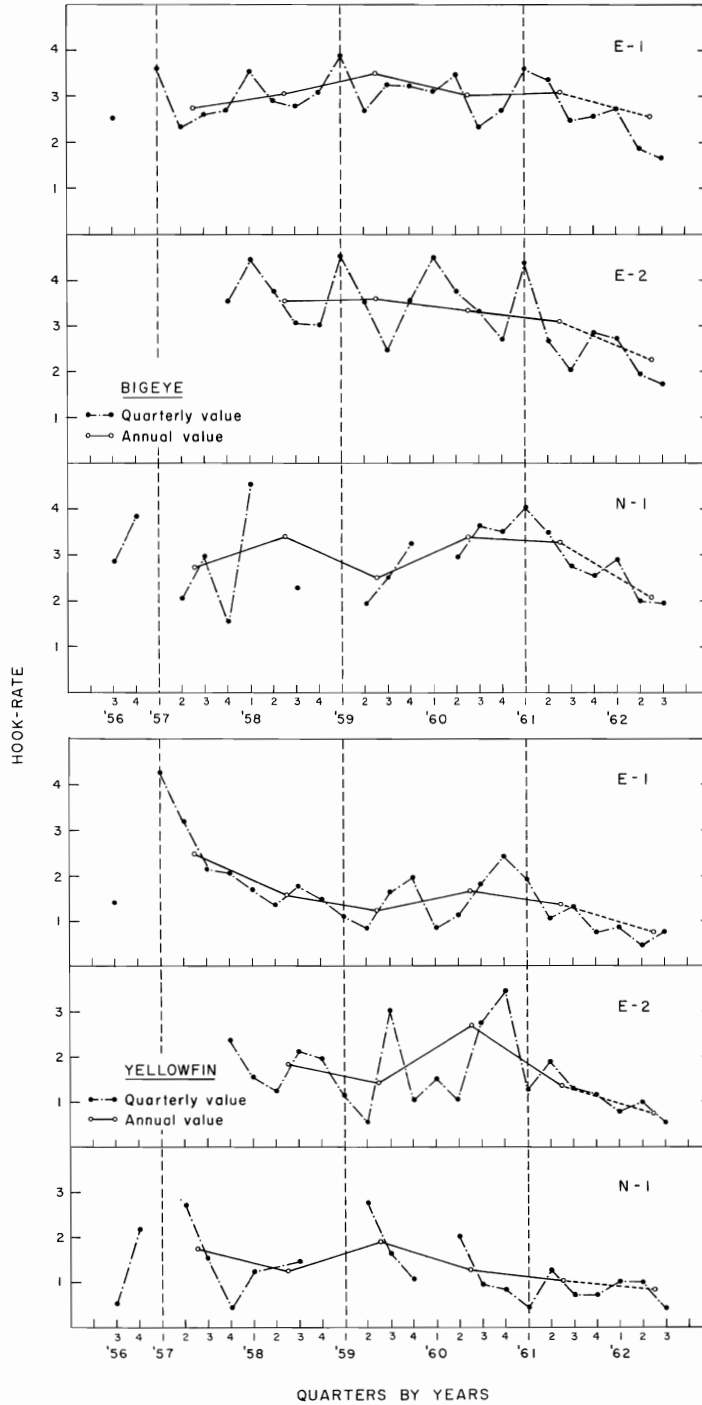 E-1
4
3
2
1
E-2
4
3
2
1
BIGEYE
Quarterly value
Annual value
N-1
4
3
2
1
3 4 2 3 4 1 2 3 4 2 3 4 1 2 3 4 2 3 4 1 2 3
'56 '57 '58 '59 '60 '61 '62
HOOK-RATE
E-1
4
3
2
1
E-2
3
2
1
YELLOWFIN
Quarterly value
Annual value
N-1
3
2
1
3 4 2 3 4 1 2 3 4 2 3 4 1 2 3 4 2 3 4 1 2 3
'56 '57 '58 '59 '60 '61 '62
QUARTERS BY YEARS